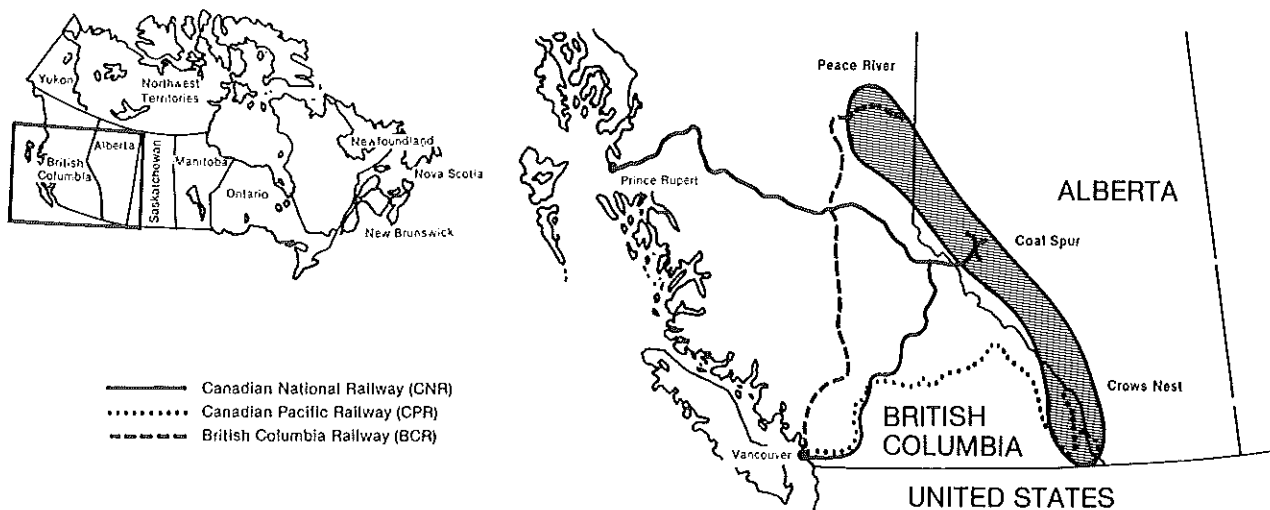 Yukon
Northwest
Territories
British
Columbia
Alberta
Saskatchewan
Manitoba
Ontario
Newfoundland
Nova Scotia
New Brunswick
Canadian National Railway (CNR)
Canadian Pacific Railway (CPR)
British Columbia Railway (BCR)
Peace River
Prince Rupert
ALBERTA
Coal Spur
Crows Nest
BRITISH
COLUMBIA
Vancouver
UNITED STATES